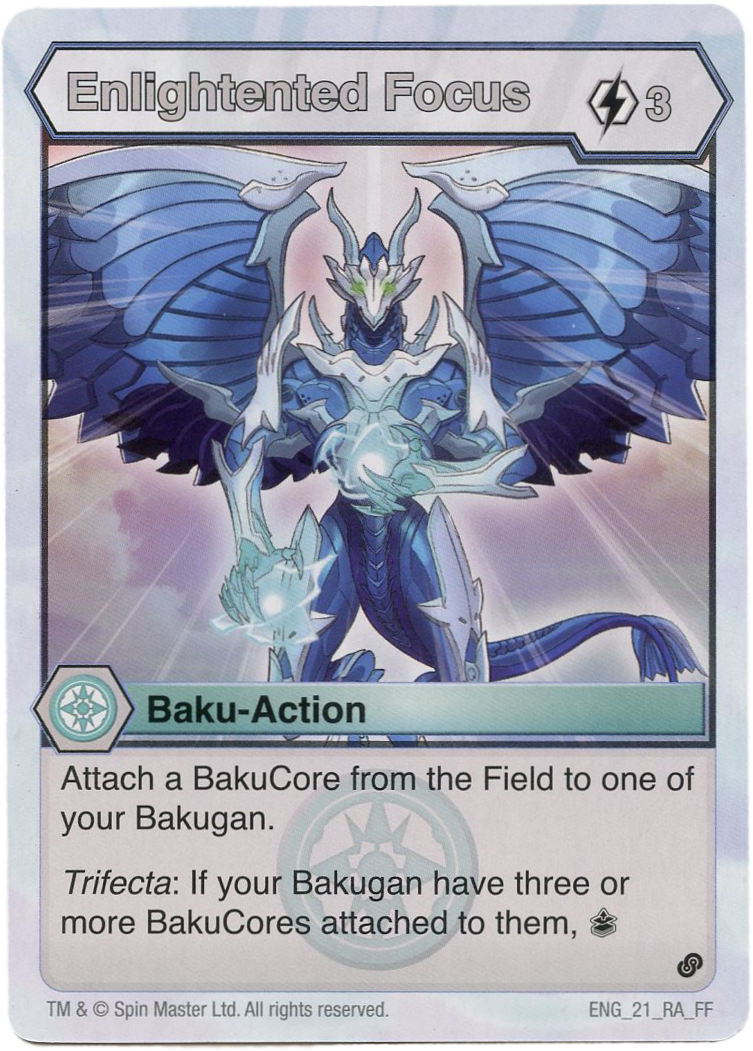 Enlightented Focus 3
Baku-Action
Attach a BakuCore from the Field to one of
your Bakugan.
Trifecta: If your Bakugan have three or
more BakuCores attached to them,
TM & © Spin Master Ltd. All rights reserved. ENG_21_RA_FF